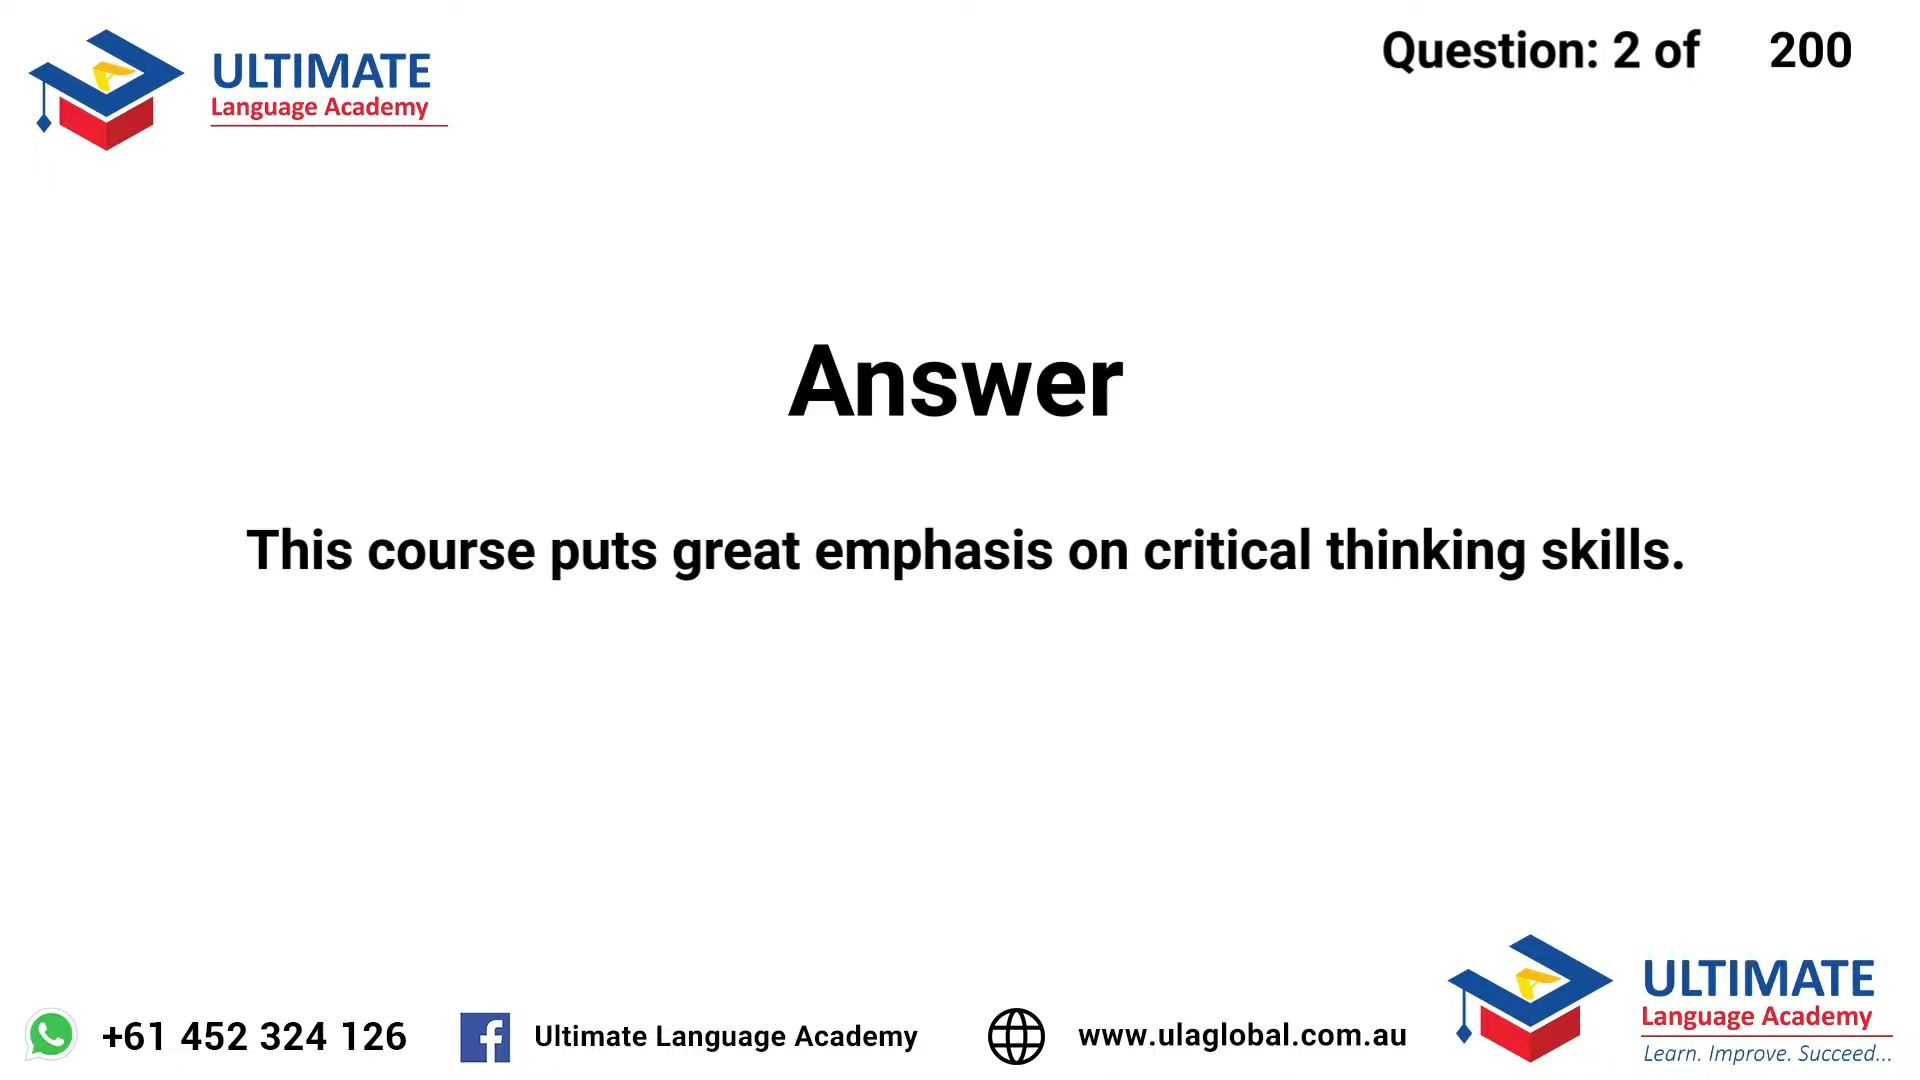 ULTIMATE
Language Academy
Question: 2 of 200
Answer
This course puts great emphasis on critical thinking skills.
+61 452 324 126
Ultimate Language Academy
www.ulaglobal.com.au
ULTIMATE
Language Academy
Learn. Improve. Succeed...